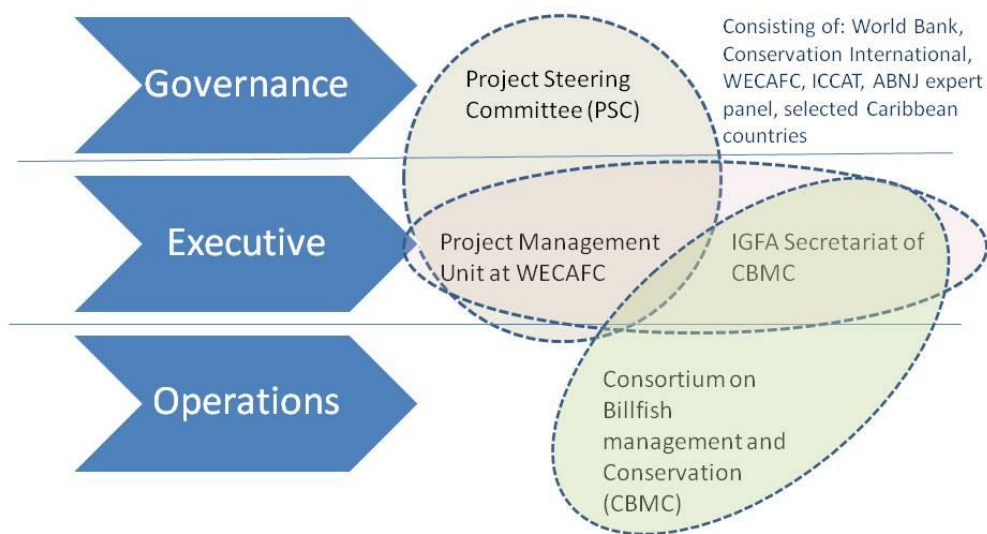 Governance
Project Steering
Committee (PSC)
Consisting of: World Bank,
Conservation International,
WECAFC, ICCAT, ABNJ expert
panel, selected Caribbean
countries
Executive
Project Management
Unit at WECAFC
IGFA Secretariat of
CBMC
Operations
Consortium on
Billfish
management and
Conservation
(CBMC)